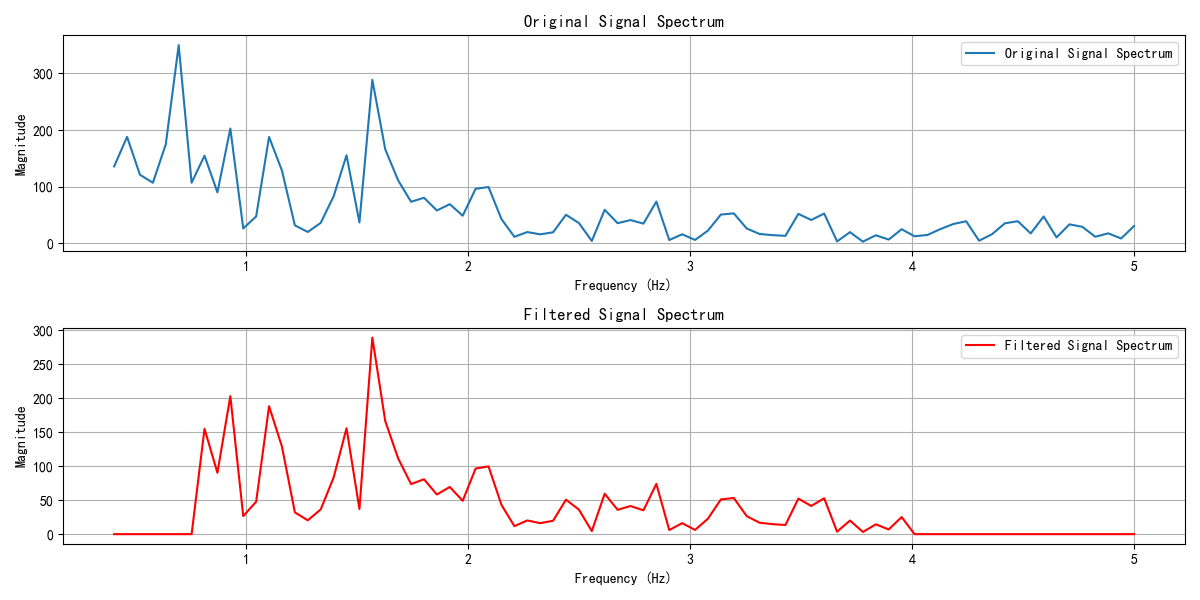 Original Signal Spectrum
Original Signal Spectrum
Magnitude
300
200
100
0
1 2 3 4 5
Frequency (Hz)
Filtered Signal Spectrum
Filtered Signal Spectrum
Magnitude
300
250
200
150
100
50
0
1 2 3 4 5
Frequency (Hz)